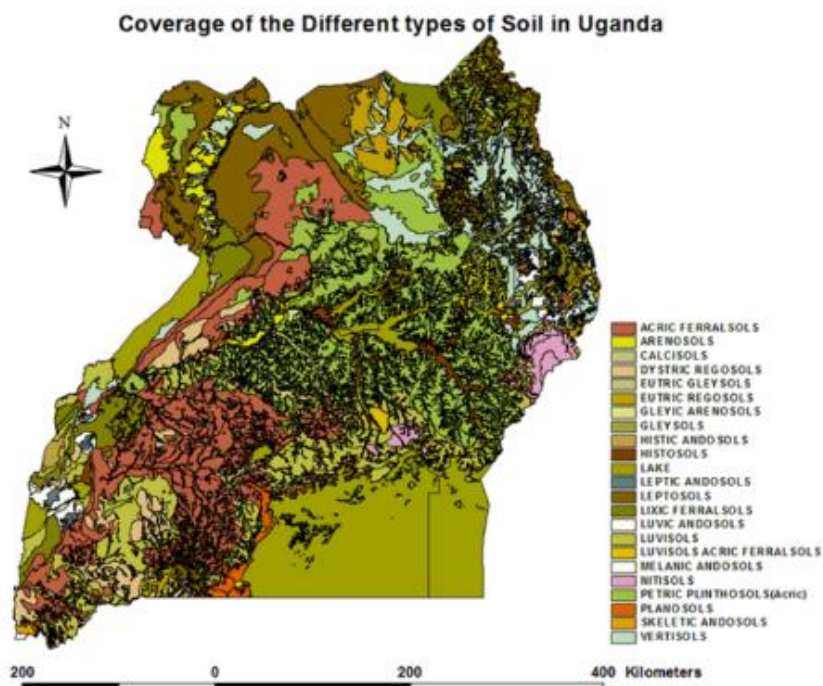 Coverage of the Different types of Soil in Uganda
N
ACRIC FERRALSOLS
ARENOSOLS
CALCISOLS
DYSTRIC REGOSOLS
EUTRIC GLEYSOLS
EUTRIC REGOSOLS
GLEYIC ARENOSOLS
GLEYSOLS
HISTIC ANDOSOLS
HISTOSOLS
LAKE
LEPTIC ANDOSOLS
LEPTOSOLS
LIXIC FERRALSOLS
LUVIC ANDOSOLS
LUVISOLS
LUVISOLS ACRIC FERRALSOLS
MELANIC ANDOSOLS
NITISOLS
PETRIC PLINTHOSOLS(Acric)
PLANOSOLS
SKELETIC ANDOSOLS
VERTISOLS
200 0 200 400 Kilometers